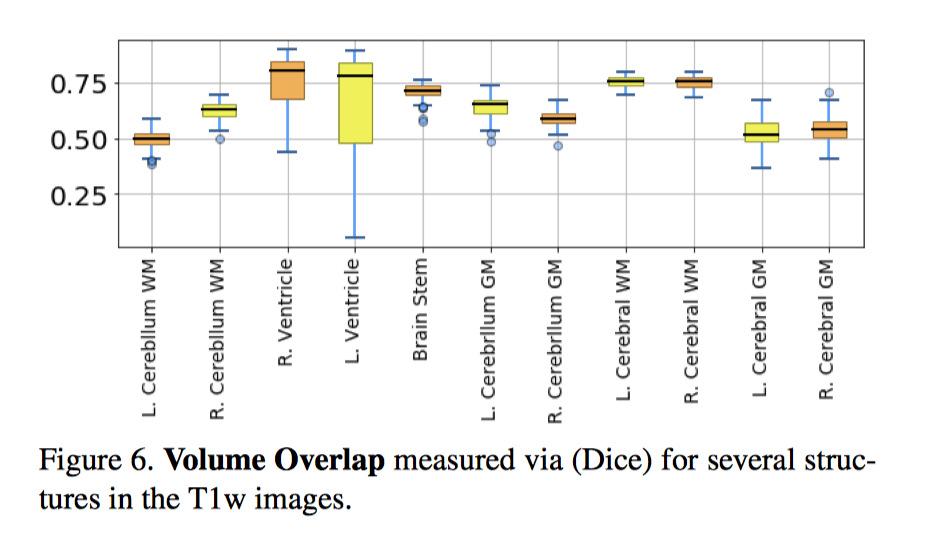 0.75
0.50
0.25
L. Cerebllum WM
R. Cerebllum WM
R. Ventricle
L. Ventricle
Brain Stem
L. Cerebrllum GM
R. Cerebrllum GM
L. Cerebral WM
R. Cerebral WM
L. Cerebral GM
R. Cerebral GM
Figure 6. Volume Overlap measured via (Dice) for several struc-
tures in the T1w images.